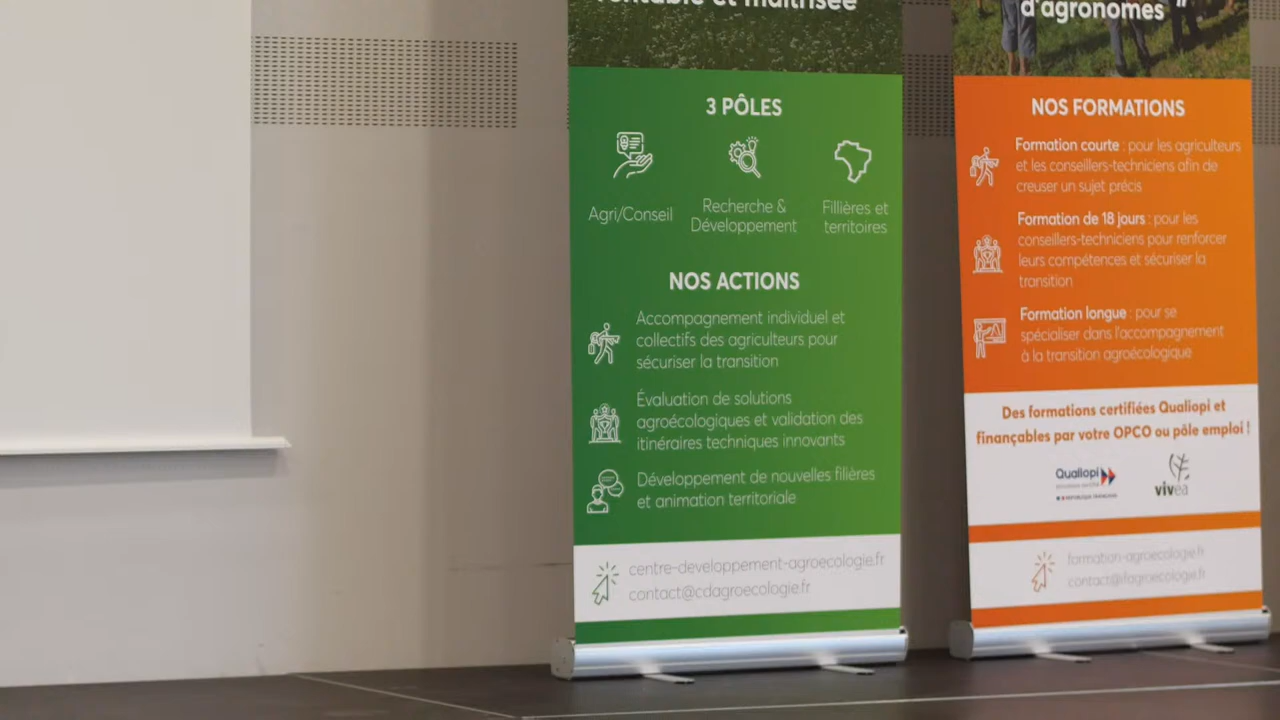 rentable et maîtrisée
3 PÔLES
Agri/Conseil
Recherche &
Développement
Fillières et
territoires
NOS ACTIONS
Accompagnement individuel et
collectifs des agriculteurs pour
sécuriser la transition
Évaluation de solutions
agroécologiques et validation des
itinéraires techniques innovants
Développement de nouvelles filières
et animation territoriale
centre-developpement-agroecologie.fr
contact@cdagroecologie.fr
d'agronomes "
NOS FORMATIONS
Formation courte : pour les agriculteurs
et les conseillers-techniciens afin de
creuser un sujet précis
Formation de 18 jours : pour les
conseillers-techniciens pour renforcer
leurs compétences et sécuriser la
transition
Formation longue : pour se
spécialiser dans l'accompagnement
à la transition agroécologique
Des formations certifiées Qualiopi et
finançables par votre OPCO ou pôle emploi !
Qualiopi
RÉPUBLIQUE FRANÇAISE
vivea
formation-agroecologie.fr
contact@ifagroecologie.fr